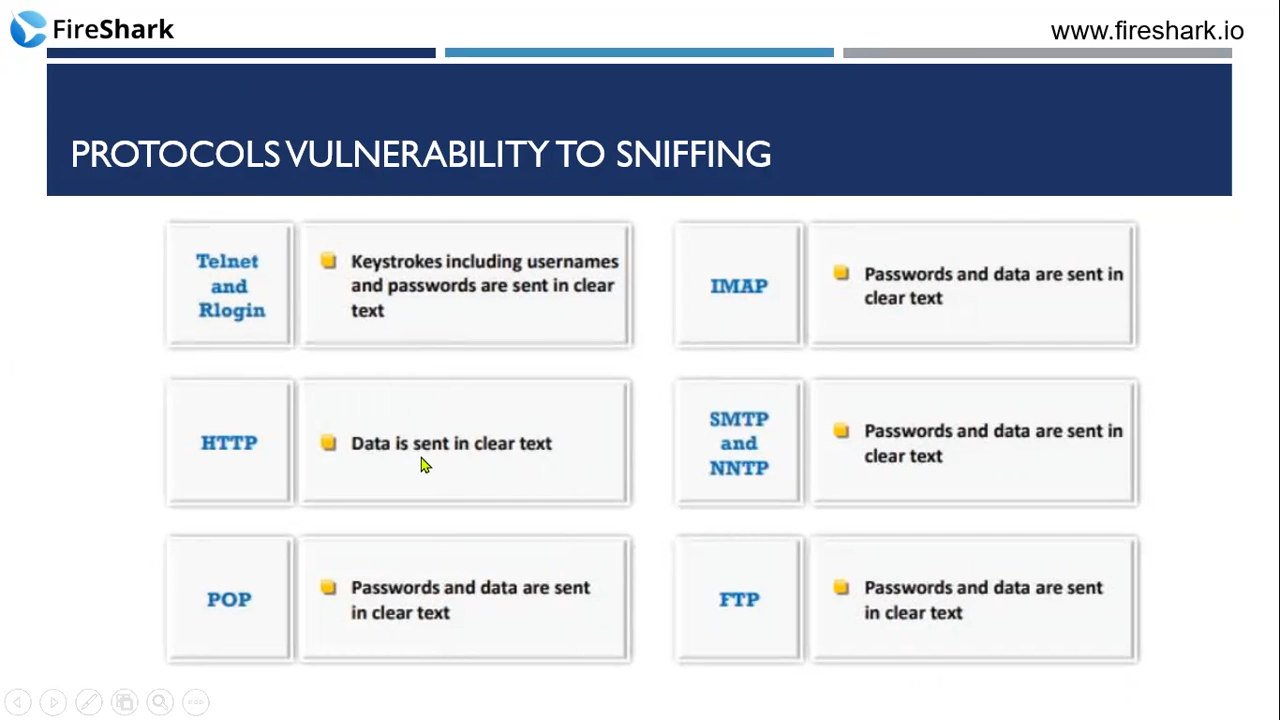 FireShark
www.fireshark.io
PROTOCOLS VULNERABILITY TO SNIFFING
Telnet
and
Rlogin
Keystrokes including usernames
and passwords are sent in clear
text
IMAP
Passwords and data are sent in
clear text
HTTP
Data is sent in clear text
SMTP
and
NNTP
Passwords and data are sent in
clear text
POP
Passwords and data are sent
in clear text
FTP
Passwords and data are sent
in clear text